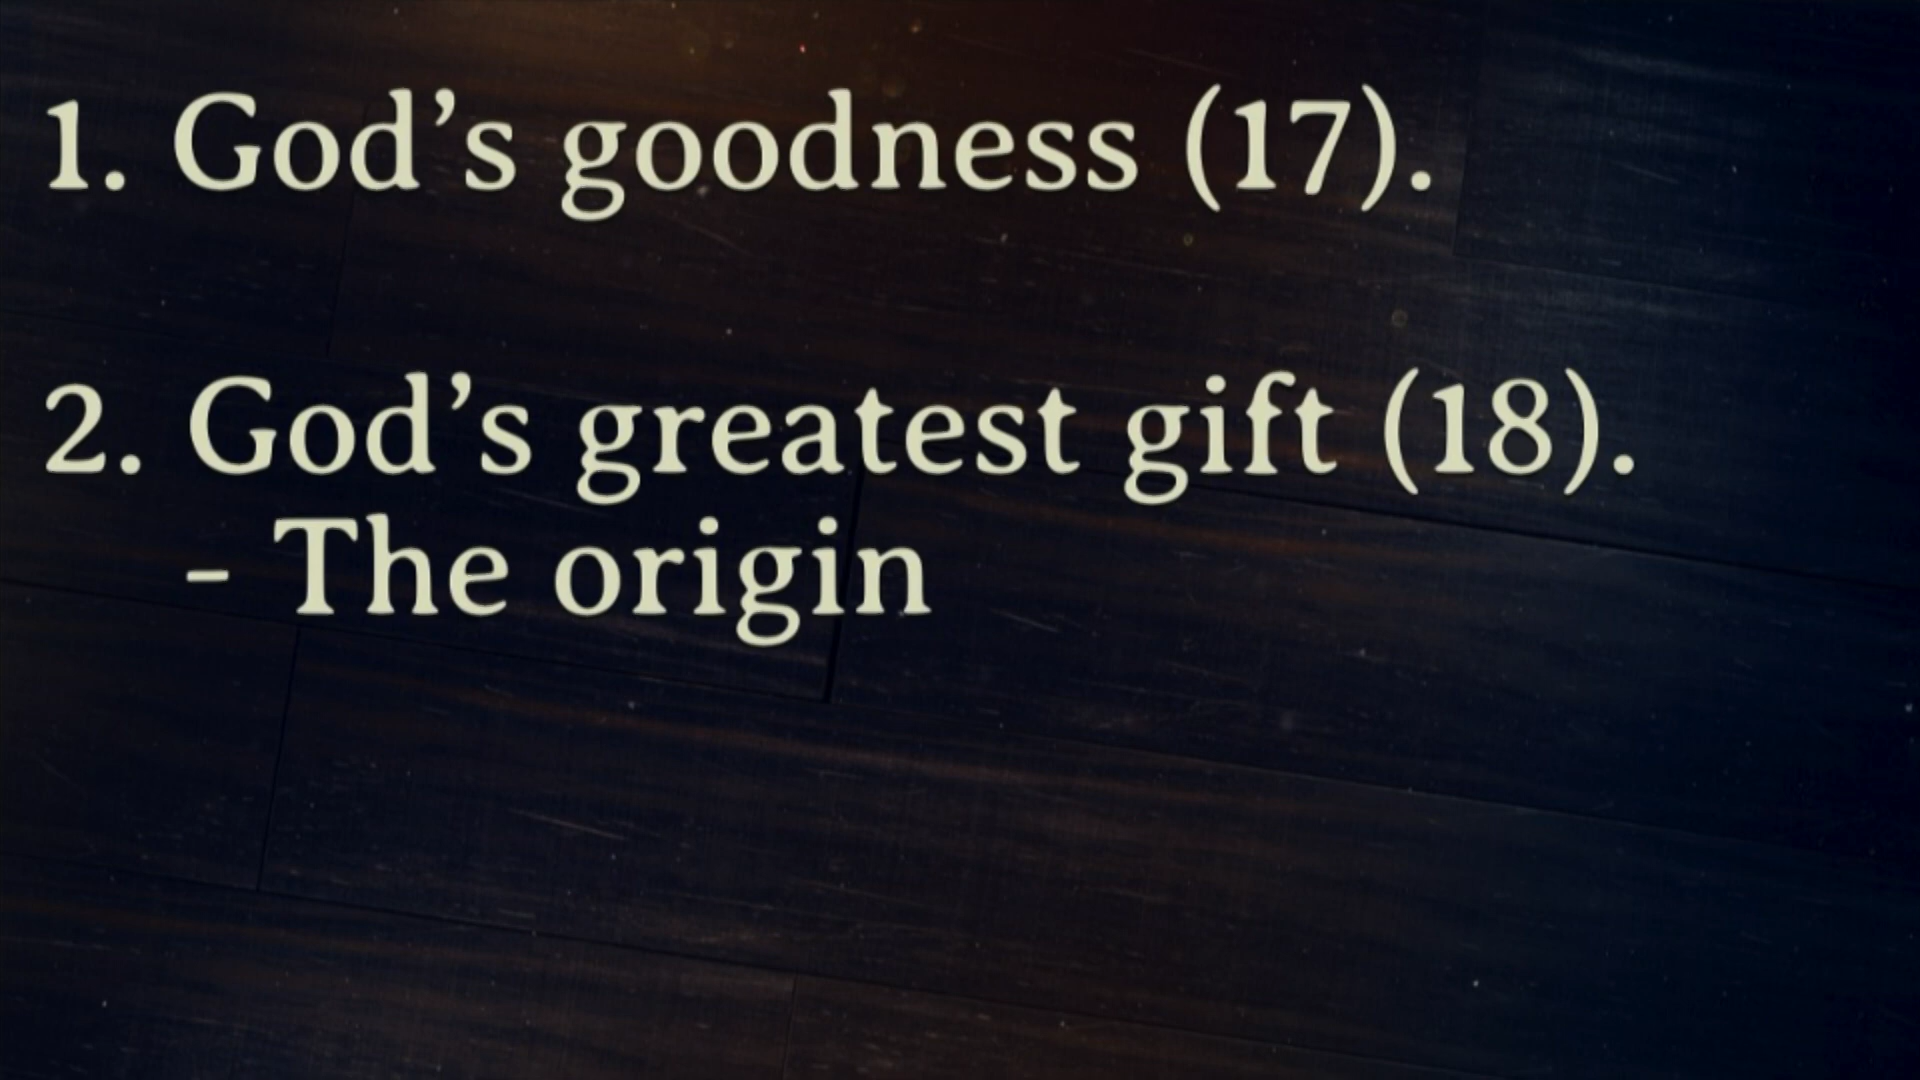 1. God’s goodness (17).
2. God’s greatest gift (18).
- The origin